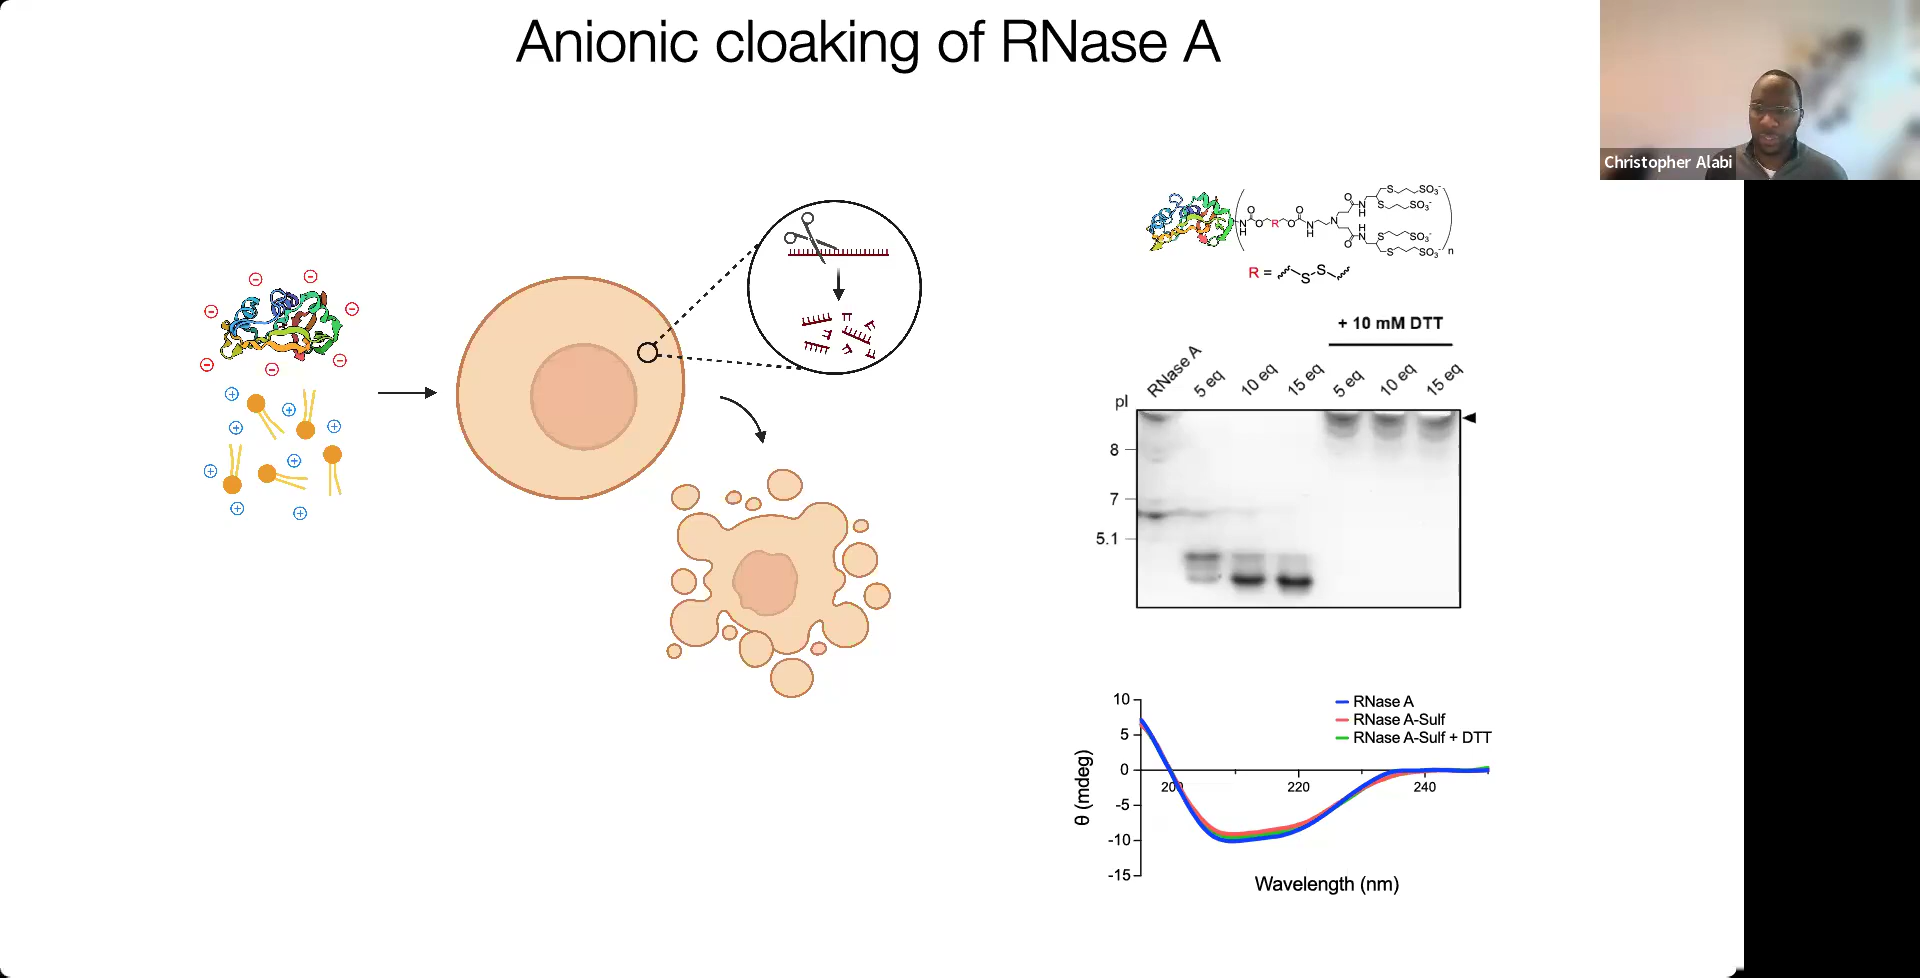 Anionic cloaking of RNase A
Christopher Alabi
N
H
O
O
R
O
O
N
H
N
O
N
H
S
SO3-
S
SO3-
O
H
N
S
SO3-
S
SO3-
n
R = S-S
+ 10 mM DTT
RNase A
5 eq
10 eq
15 eq
5 eq
10 eq
15 eq
pI
8
7
5.1
10
5
0
-5
-10
-15
θ (mdeg)
RNase A
RNase A-Sulf
RNase A-Sulf + DTT
200
220
240
Wavelength (nm)